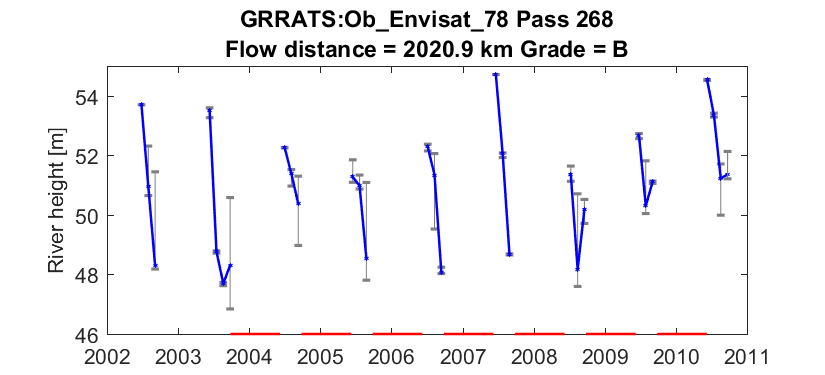 GRRATS:Ob_Envisat_78 Pass 268
Flow distance = 2020.9 km Grade = B
River height [m]
54
52
50
48
46
2002 2003 2004 2005 2006 2007 2008 2009 2010 2011